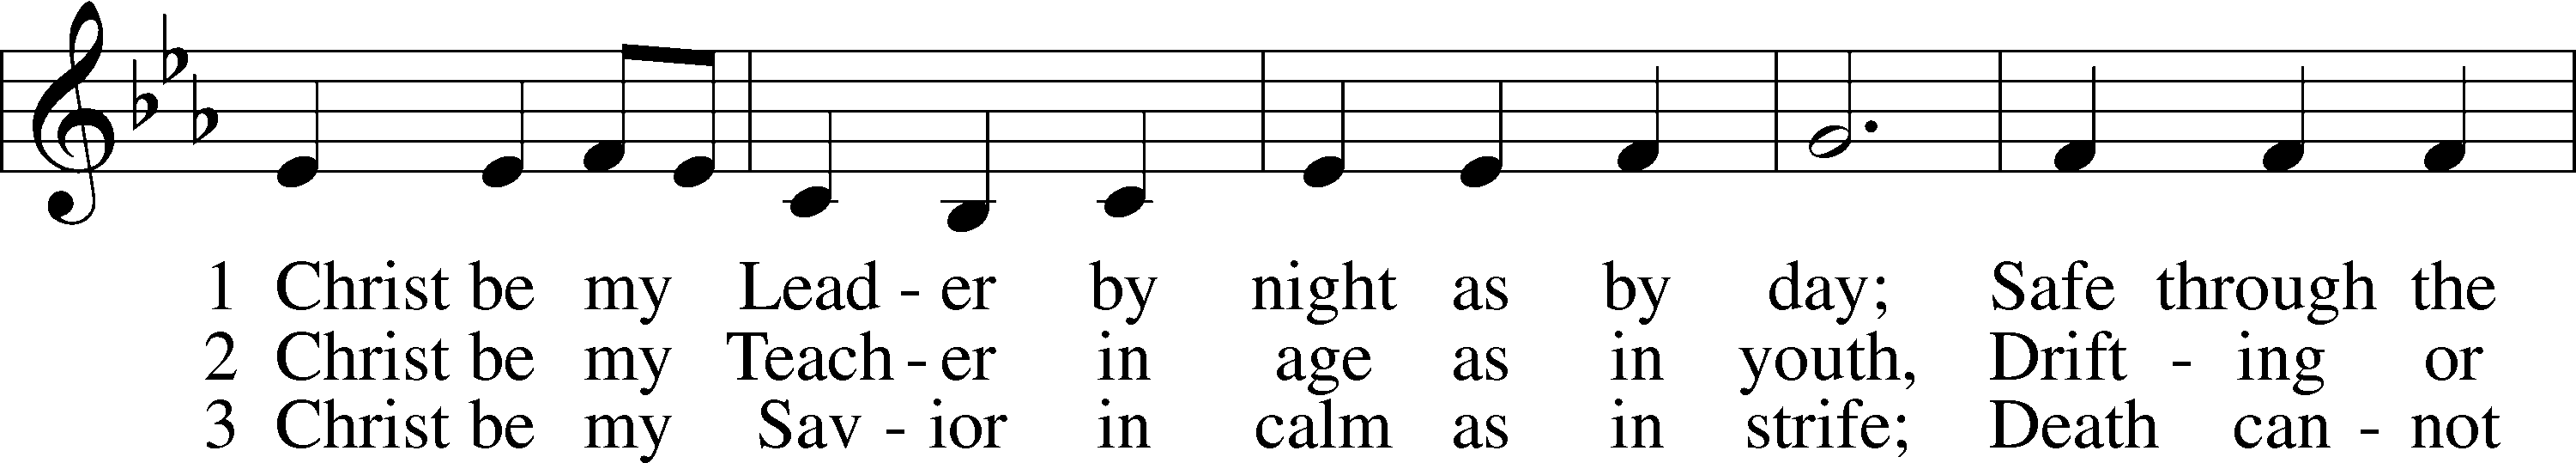 1 Christ be my Lead - er by night as by day; Safe through the
2 Christ be my Teach - er in age as in youth, Drift - ing or
3 Christ be my Sav - ior in calm as in strife; Death can - not